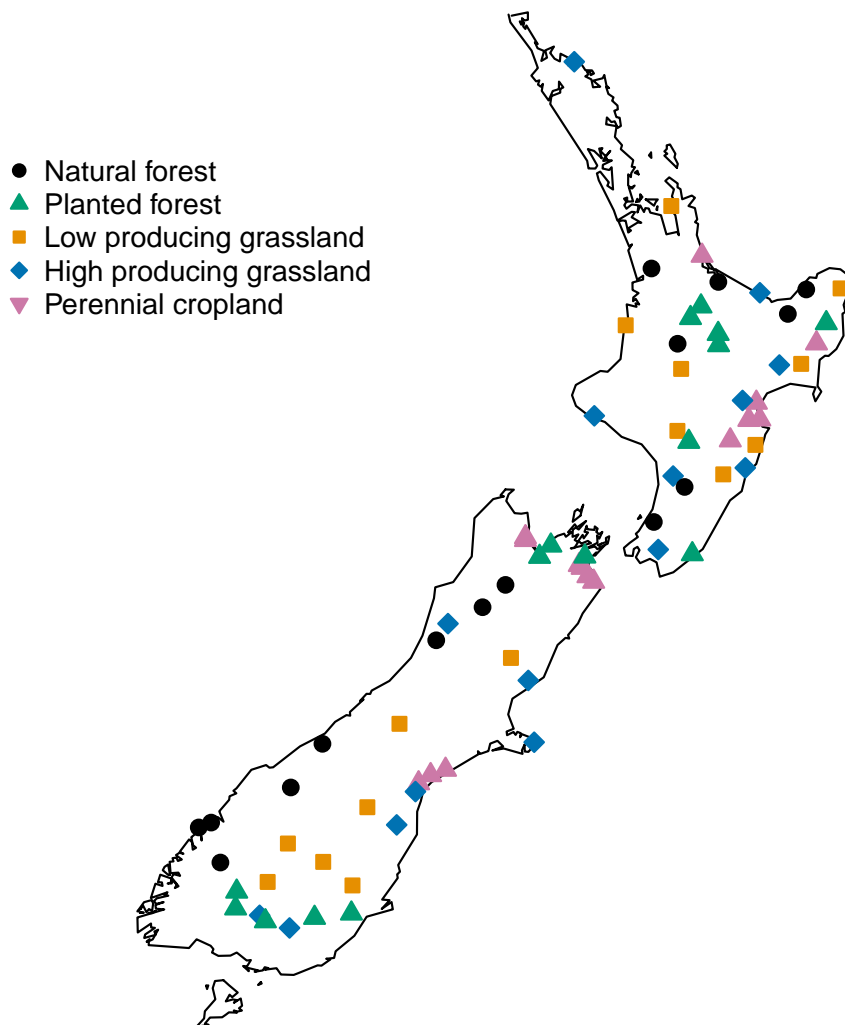 Natural forest
Planted forest
Low producing grassland
High producing grassland
Perennial cropland